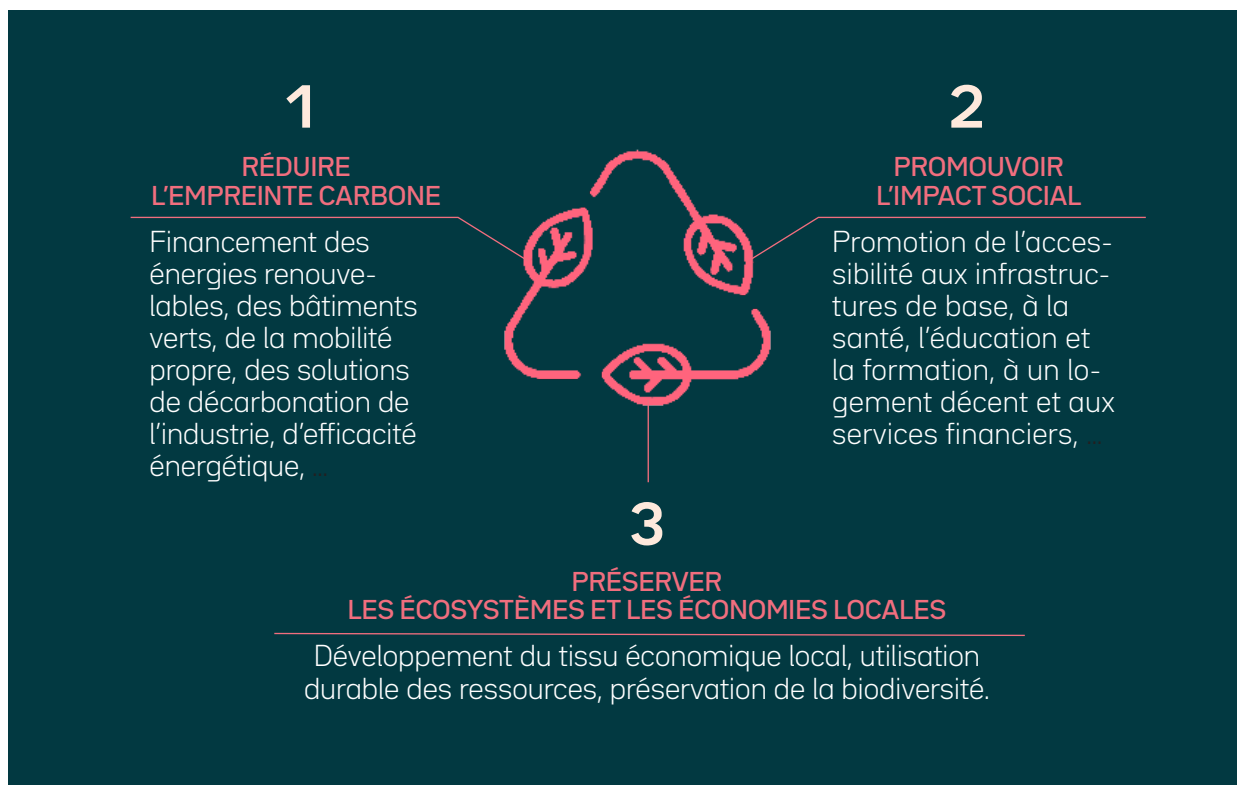 1
RÉDUIRE
L'EMPREINTE CARBONE
Financement des
énergies renouve-
lables, des bâtiments
verts, de la mobilité
propre, des solutions
de décarbonation de
l'industrie, d'efficacité
énergétique, ...
2
PROMOUVOIR
L'IMPACT SOCIAL
Promotion de l'acces-
sibilité aux infrastruc-
tures de base, à la
santé, l'éducation et
la formation, à un lo-
gement décent et aux
services financiers, ...
3
PRÉSERVER
LES ÉCOSYSTÈMES ET LES ÉCONOMIES LOCALES
Développement du tissu économique local, utilisation
durable des ressources, préservation de la biodiversité.